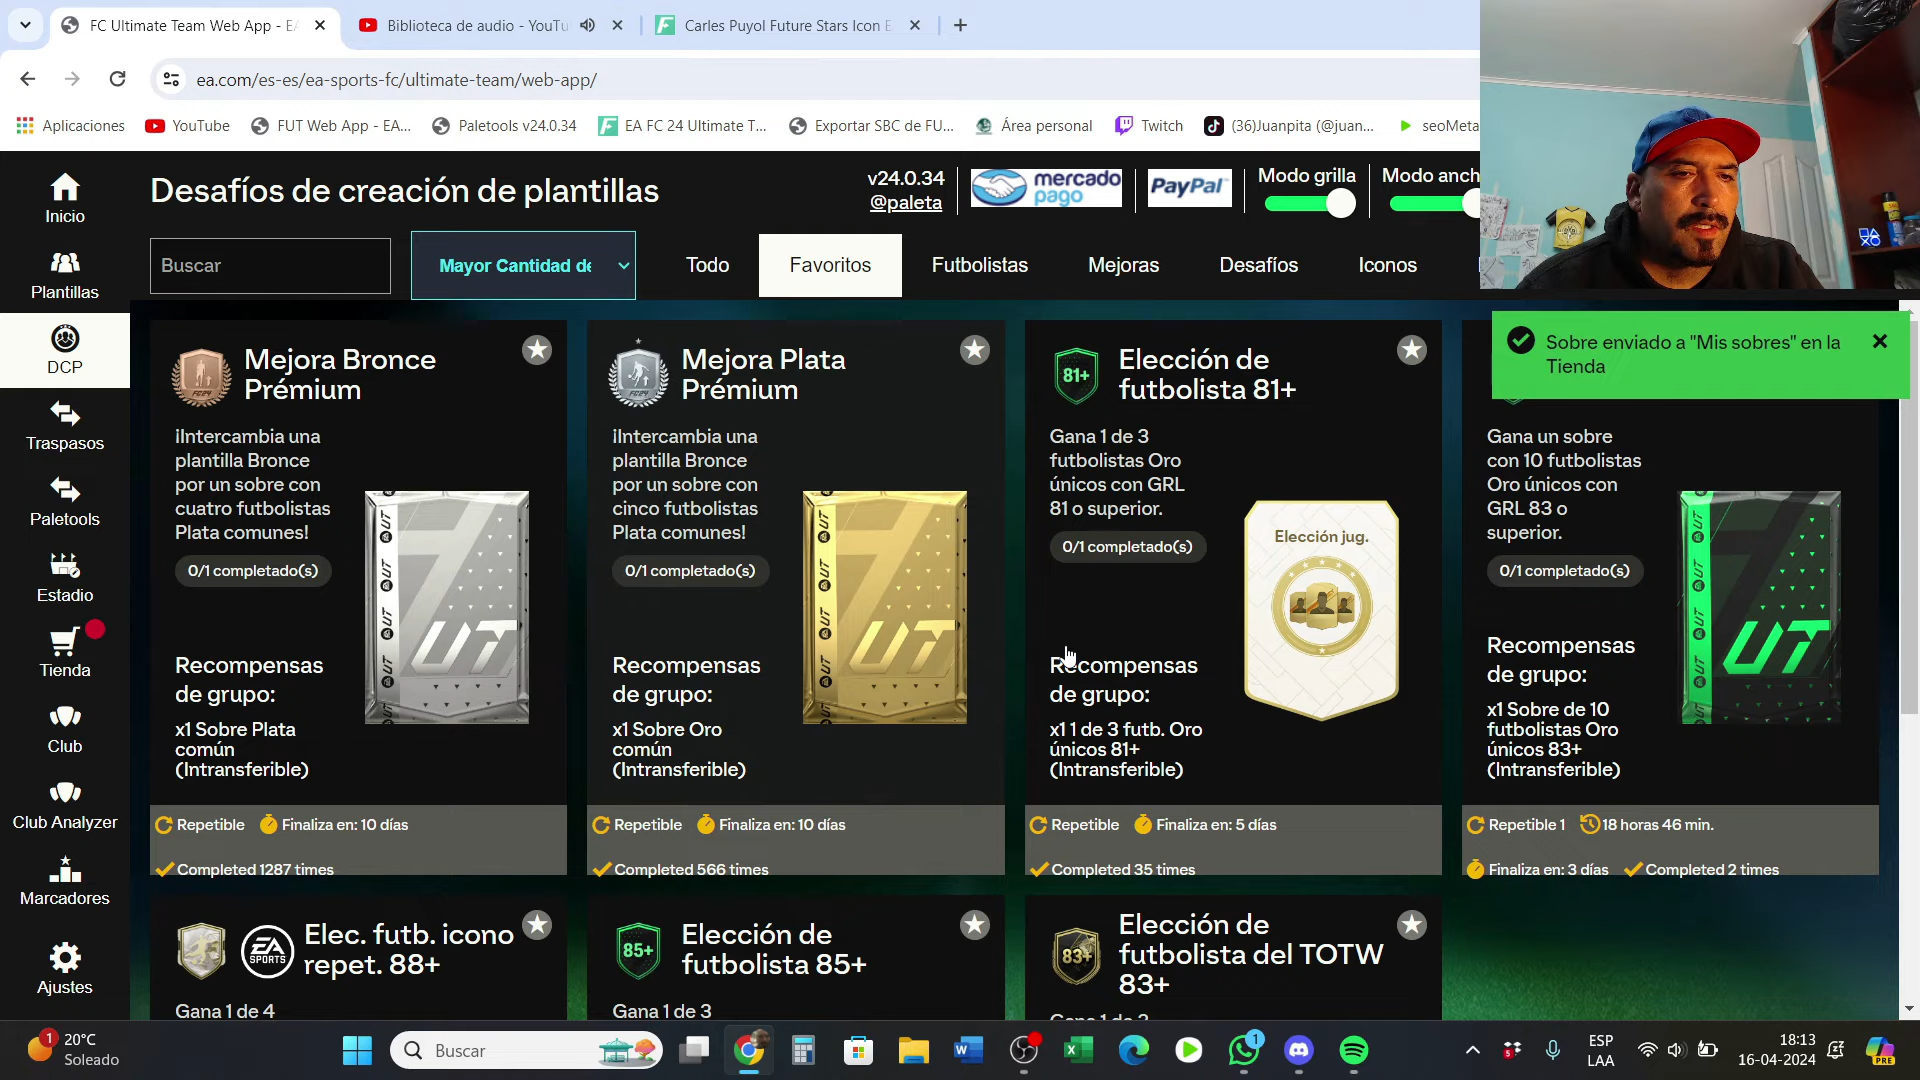 FC Ultimate Team Web App - EA
Biblioteca de audio - YouTu
Carles Puyol Future Stars Icon E
ea.com/es-es/ea-sports-fc/ultimate-team/web-app/
Aplicaciones
YouTube
FUT Web App - EA...
Paletools v24.0.34
EA FC 24 Ultimate T...
Exportar SBC de FU...
Área personal
Twitch
(36)Juanpita (@juan...
seoMeta
Inicio
Plantillas
DCP
Traspasos
Paletools
Estadio
Tienda
Club
Club Analyzer
Marcadores
Ajustes
Desafíos de creación de plantillas
v24.0.34
@paleta
mercado
pago
PayPal
Modo grilla
Modo anch
Buscar
Mayor Cantidad de
Todo
Favoritos
Futbolistas
Mejoras
Desafíos
Iconos
Sobre enviado a "Mis sobres" en la
Tienda
Mejora Bronce
Prémium
¡Intercambia una
plantilla Bronce
por un sobre con
cuatro futbolistas
Plata comunes!
0/1 completado(s)
Recompensas
de grupo:
x1 Sobre Plata
común
(Intransferible)
UT
Repetible
Finaliza en: 10 días
Completed 1287 times
Mejora Plata
Prémium
¡Intercambia una
plantilla Bronce
por un sobre con
cinco futbolistas
Plata comunes!
0/1 completado(s)
Recompensas
de grupo:
x1 Sobre Oro
común
(Intransferible)
UT
Repetible
Finaliza en: 10 días
Completed 566 times
81+
Elección de
futbolista 81+
Gana 1 de 3
futbolistas Oro
únicos con GRL
81 o superior.
0/1 completado(s)
Elección jug.
Recompensas
de grupo:
x1 1 de 3 futb. Oro
únicos 81+
(Intransferible)
Repetible
Finaliza en: 5 días
Completed 35 times
Gana un sobre
con 10 futbolistas
Oro únicos con
GRL 83 o
superior.
0/1 completado(s)
Recompensas
de grupo:
x1 Sobre de 10
futbolistas Oro
únicos 83+
(Intransferible)
UT
Repetible 1
18 horas 46 min.
Finaliza en: 3 días
Completed 2 times
EA
SPORTS
Elec. futb. icono
repet. 88+
Gana 1 de 4
85+
Elección de
futbolista 85+
Gana 1 de 3
83+
Elección de
futbolista del TOTW
83+
1
20°C
Soleado
Buscar
1
ESP
LAA
18:13
16-04-2024
PRE